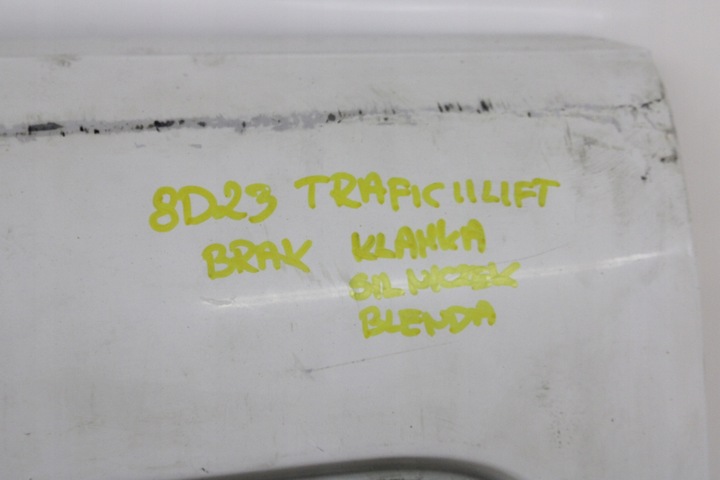 8D23 TRAFIC II LIFT
BRAK KLAMKA
SILNICZEK
BLENDA